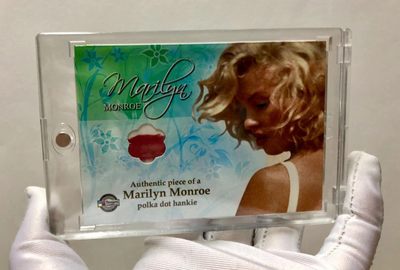 Marilyn
MONROE
Authentic piece of a
Marilyn Monroe
polka dot hankie